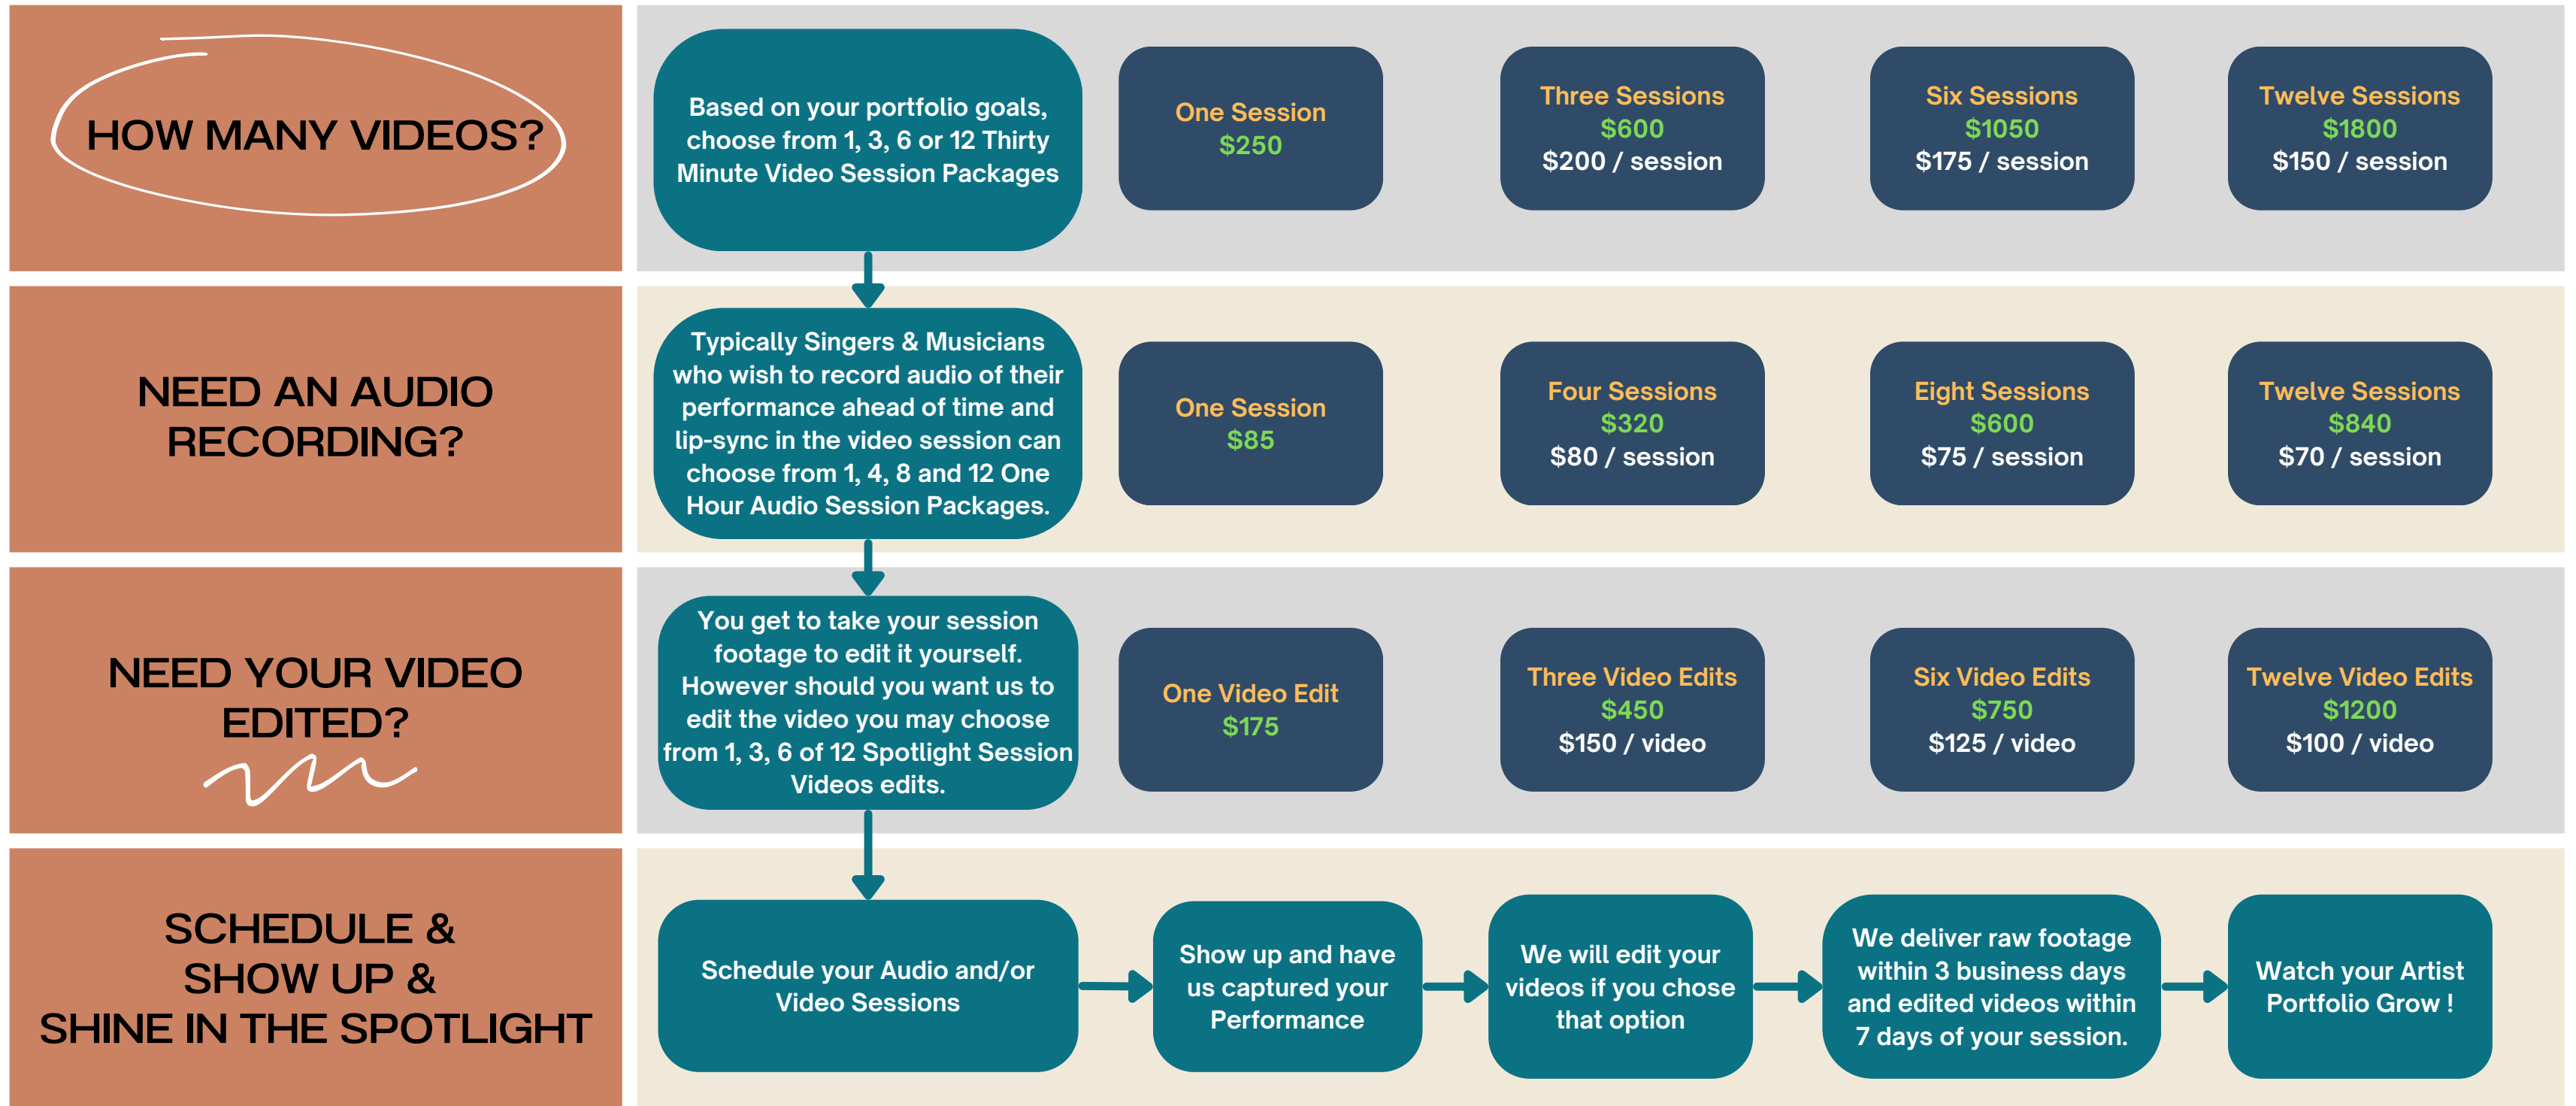 HOW MANY VIDEOS?
Based on your portfolio goals,
choose from 1, 3, 6 or 12 Thirty
Minute Video Session Packages
One Session
$250
Three Sessions
$600
$200 / session
Six Sessions
$1050
$175 / session
Twelve Sessions
$1800
$150 / session
NEED AN AUDIO
RECORDING?
Typically Singers & Musicians
who wish to record audio of their
performance ahead of time and
lip-sync in the video session can
choose from 1, 4, 8 and 12 One
Hour Audio Session Packages.
One Session
$85
Four Sessions
$320
$80 / session
Eight Sessions
$600
$75 / session
Twelve Sessions
$840
$70 / session
NEED YOUR VIDEO
EDITED?
You get to take your session
footage to edit it yourself.
However should you want us to
edit the video you may choose
from 1, 3, 6 of 12 Spotlight Session
Videos edits.
One Video Edit
$175
Three Video Edits
$450
$150 / video
Six Video Edits
$750
$125 / video
Twelve Video Edits
$1200
$100 / video
SCHEDULE &
SHOW UP &
SHINE IN THE SPOTLIGHT
Schedule your Audio and/or
Video Sessions
Show up and have
us captured your
Performance
We will edit your
videos if you chose
that option
We deliver raw footage
within 3 business days
and edited videos within
7 days of your session.
Watch your Artist
Portfolio Grow !